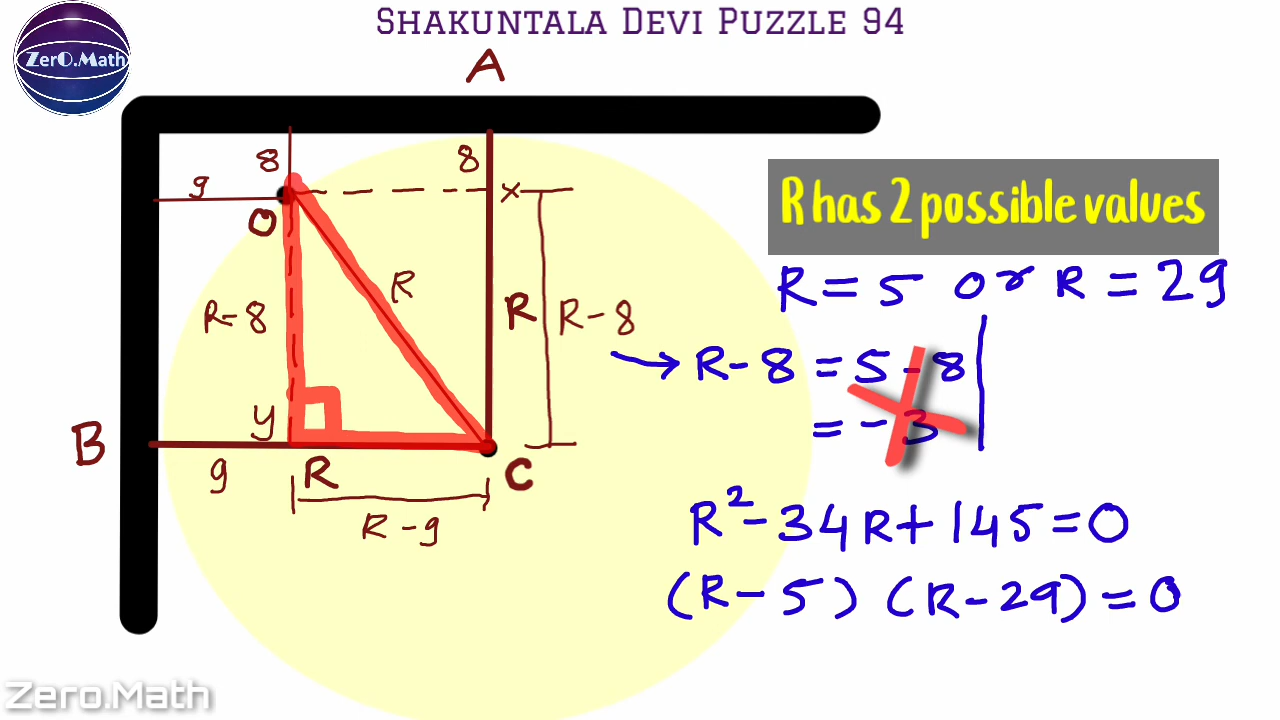 SHAKUNTALA DEVI PUZZLE 94
ZerO.Math
A
8
8
9
x
O
R
R-8
R
R-8
y
B
9
R
C
R-9
R has 2 possible values
R = 5 or R = 29
→ R-8 = 5-8
= -3
R²-34R+145=0
(R-5) (R-29)=0
Zero.Math